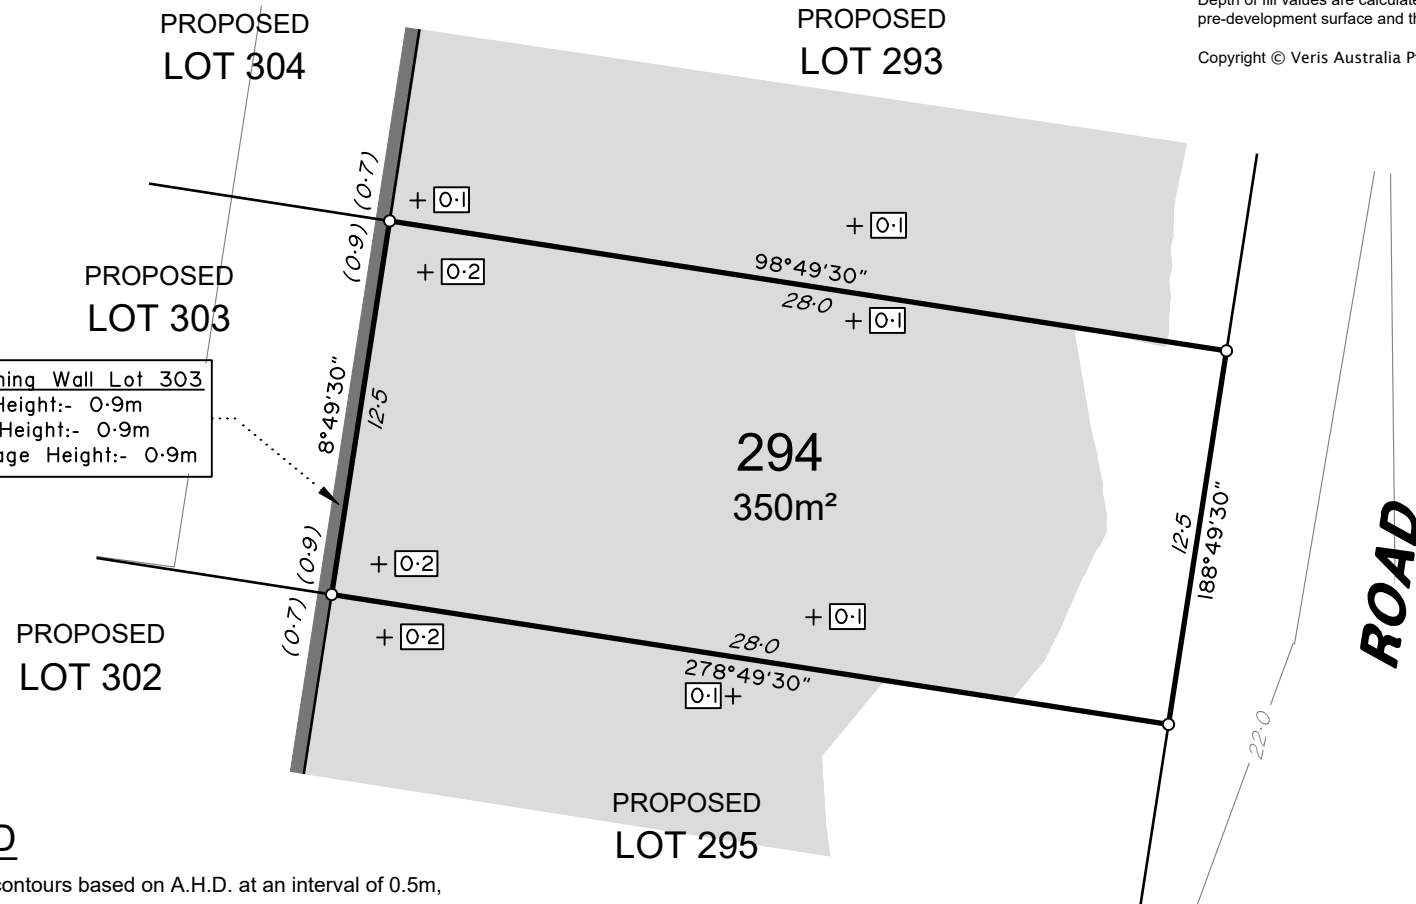 Depth of fill values are
pre-development surface and
Copyright © Veris Australia
PROPOSED
LOT 304
PROPOSED
LOT 293
(0·7)
0·1
0·1
(0·9)
0·2
98°49'30"
28·0
0·1
PROPOSED
LOT 303
Wall Lot 303
Height:- 0·9m
Height:- 0·9m
Height:- 0·9m
8°49'30"
12·5
294
350m²
12·5
188°49'30"
ROAD
(0·9)
0·2
0·1
(0·7)
0·2
28·0
278°49'30"
0·1
PROPOSED
LOT 302
22·0
PROPOSED
LOT 295
contours based on A.H.D. at an interval of 0.5m,